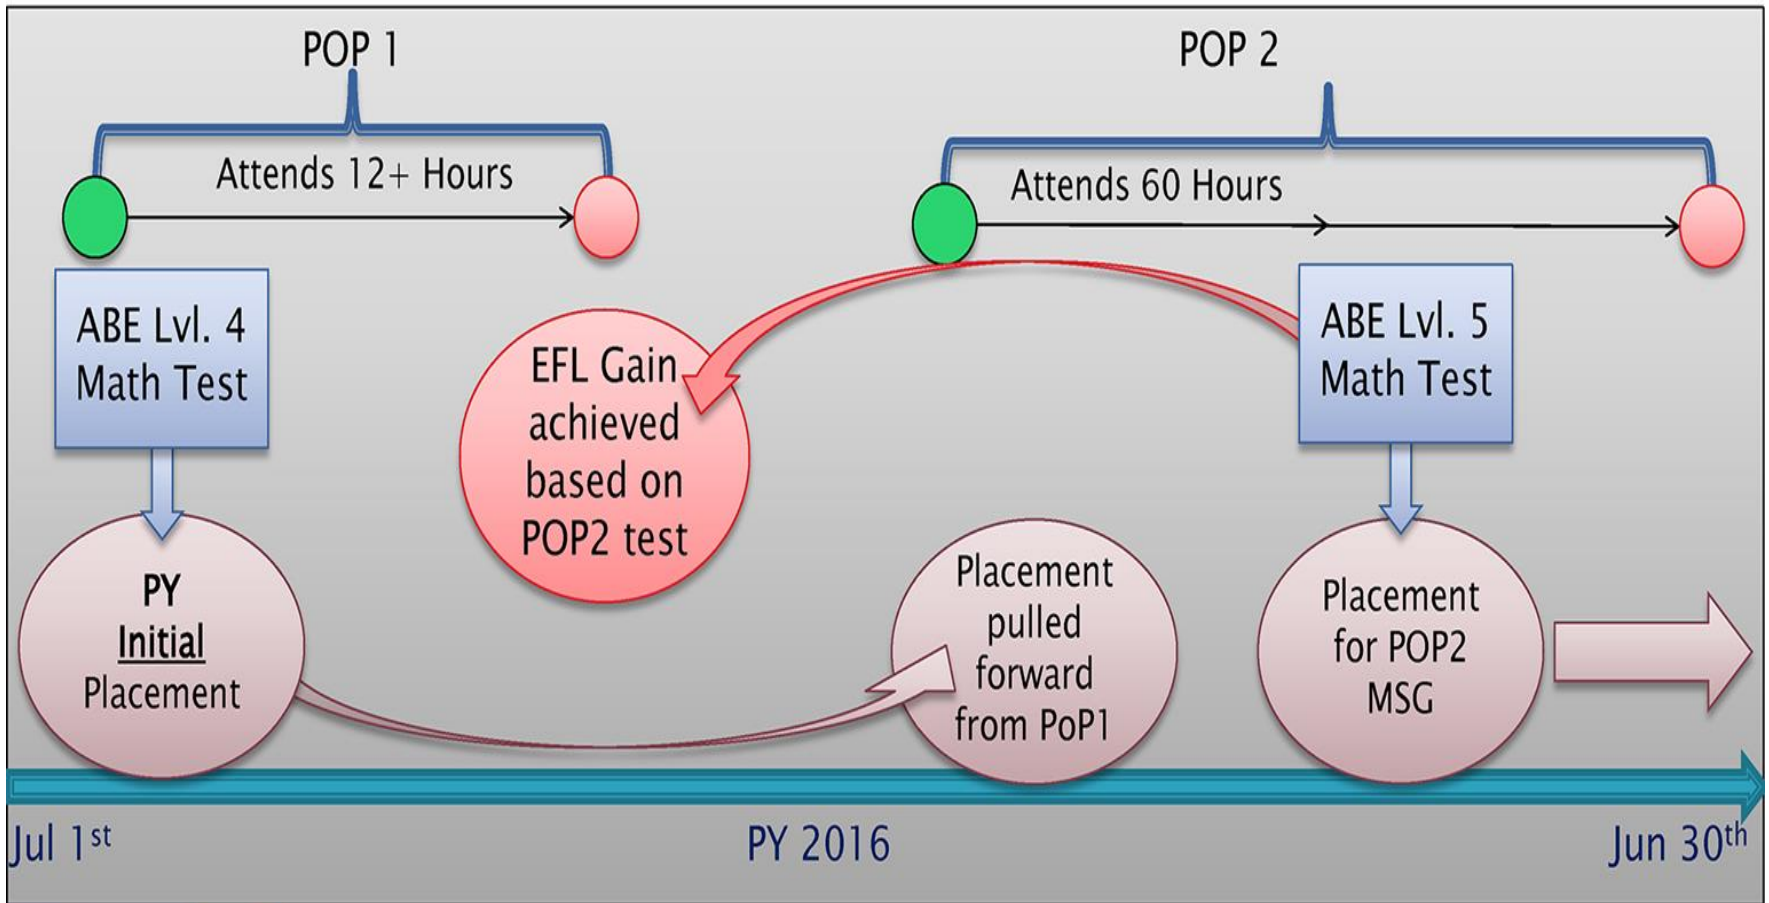 POP 1
POP 2
Attends 12+ Hours
Attends 60 Hours
ABE Lvl. 4
Math Test
EFL Gain
achieved
based on
POP2 test
ABE Lvl. 5
Math Test
PY
Initial
Placement
Placement
pulled
forward
from PoP1
Placement
for POP2
MSG
Jul 1st
PY 2016
Jun 30th